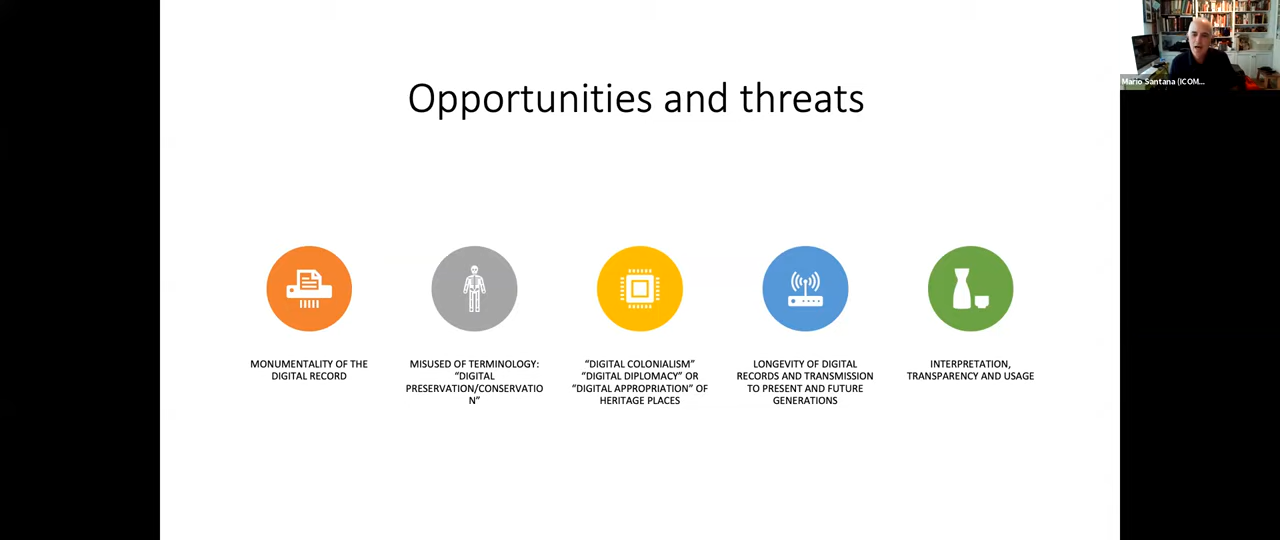 Mario Santana (ICOM...
Opportunities and threats
MONUMENTALITY OF THE
DIGITAL RECORD
MISUSED OF TERMINOLOGY:
“DIGITAL
PRESERVATION/CONSERVATIO
N”
“DIGITAL COLONIALISM”
“DIGITAL DIPLOMACY” OR
“DIGITAL APPROPRIATION” OF
HERITAGE PLACES
LONGEVITY OF DIGITAL
RECORDS AND TRANSMISSION
TO PRESENT AND FUTURE
GENERATIONS
INTERPRETATION,
TRANSPARENCY AND USAGE